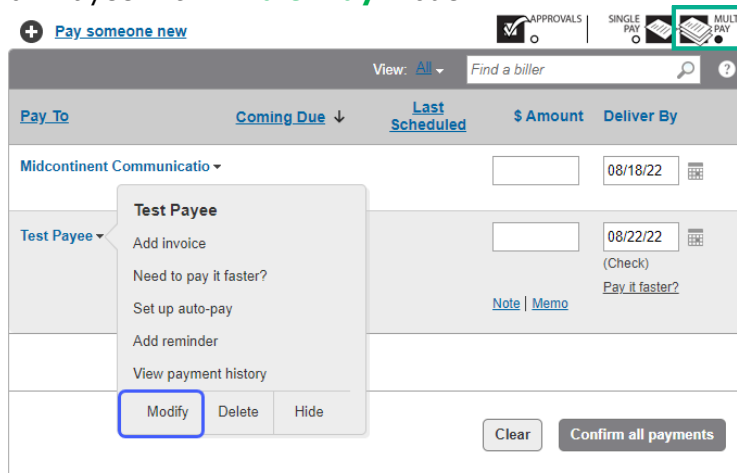 Pay someone new
APPROVALS
SINGLE PAY
MULT PAY
View: All
Find a biller
?
Pay To
Coming Due ↓
Last Scheduled
$ Amount
Deliver By
Midcontinent Communicatio
08/18/22
Test Payee
Test Payee
08/22/22
(Check)
Pay it faster?
Note | Memo
Add invoice
Need to pay it faster?
Set up auto-pay
Add reminder
View payment history
Modify
Delete
Hide
Clear
Confirm all payments